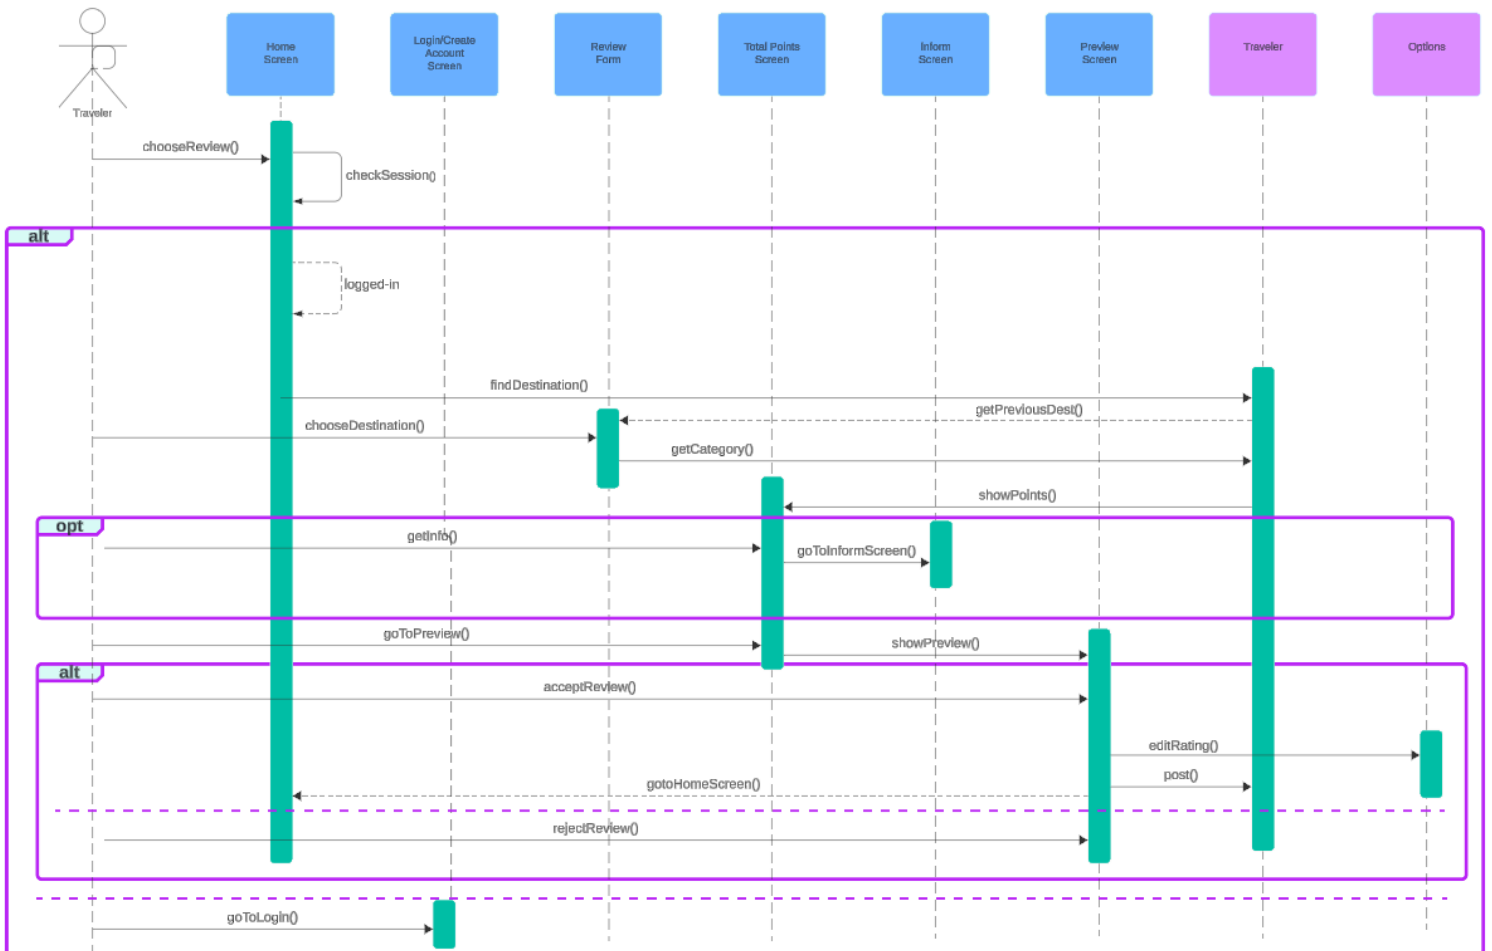 Home
Screen
Login/Create
Account
Screen
Review
Form
Total Points
Screen
Inform
Screen
Preview
Screen
Traveler
Options
Traveler
chooseReview()
checkSession()
alt
logged-in
findDestination()
getPreviousDest()
chooseDestination()
getCategory()
showPoints()
opt
getInfo()
goToInformScreen()
goToPreview()
showPreview()
alt
acceptReview()
editRating()
post()
gotoHomeScreen()
rejectReview()
goToLogin()